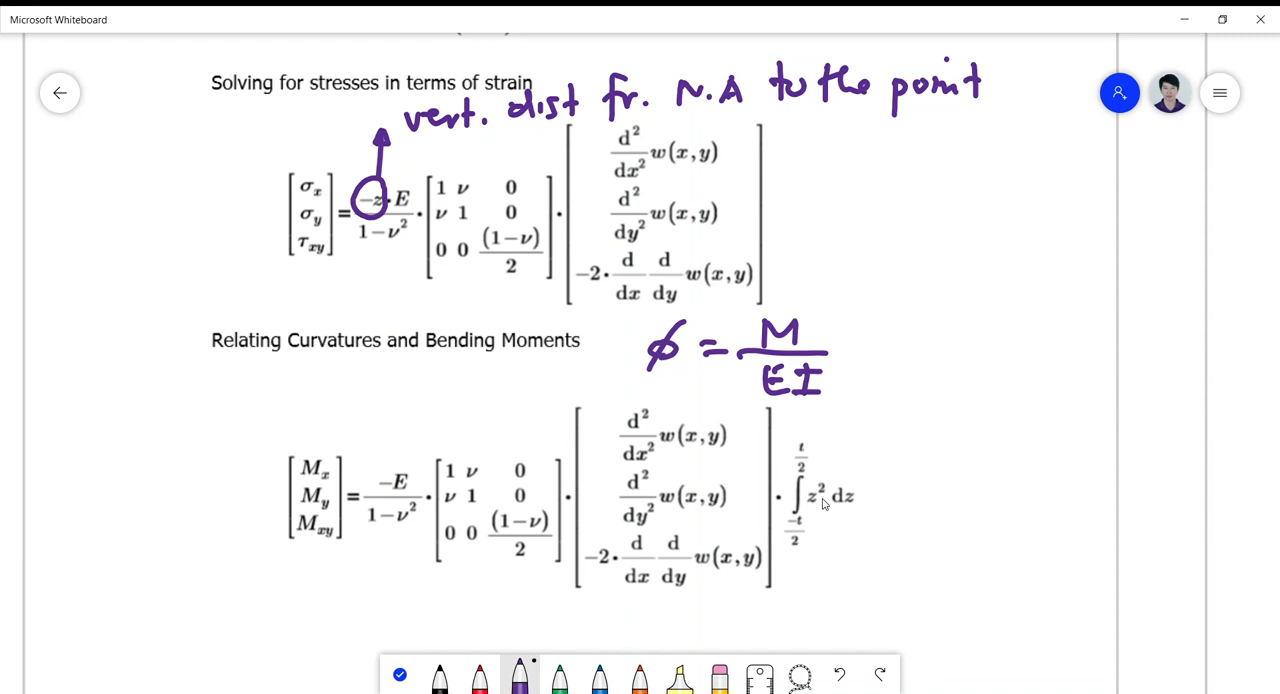 Microsoft Whiteboard
Solving for stresses in terms of strain
vert. dist fr. N.A to the point
[σx σy τxy] = −z·E / 1−ν² · [1 ν 0; ν 1 0; 0 0 (1−ν)/2] · [d²/dx² w(x,y); d²/dy² w(x,y); −2· d/dx d/dy w(x,y)]
Relating Curvatures and Bending Moments
ϕ = M / EI
[Mx My Mxy] = −E / 1−ν² · [1 ν 0; ν 1 0; 0 0 (1−ν)/2] · [d²/dx² w(x,y); d²/dy² w(x,y); −2· d/dx d/dy w(x,y)] · ∫ −t/2 t/2 z² dz